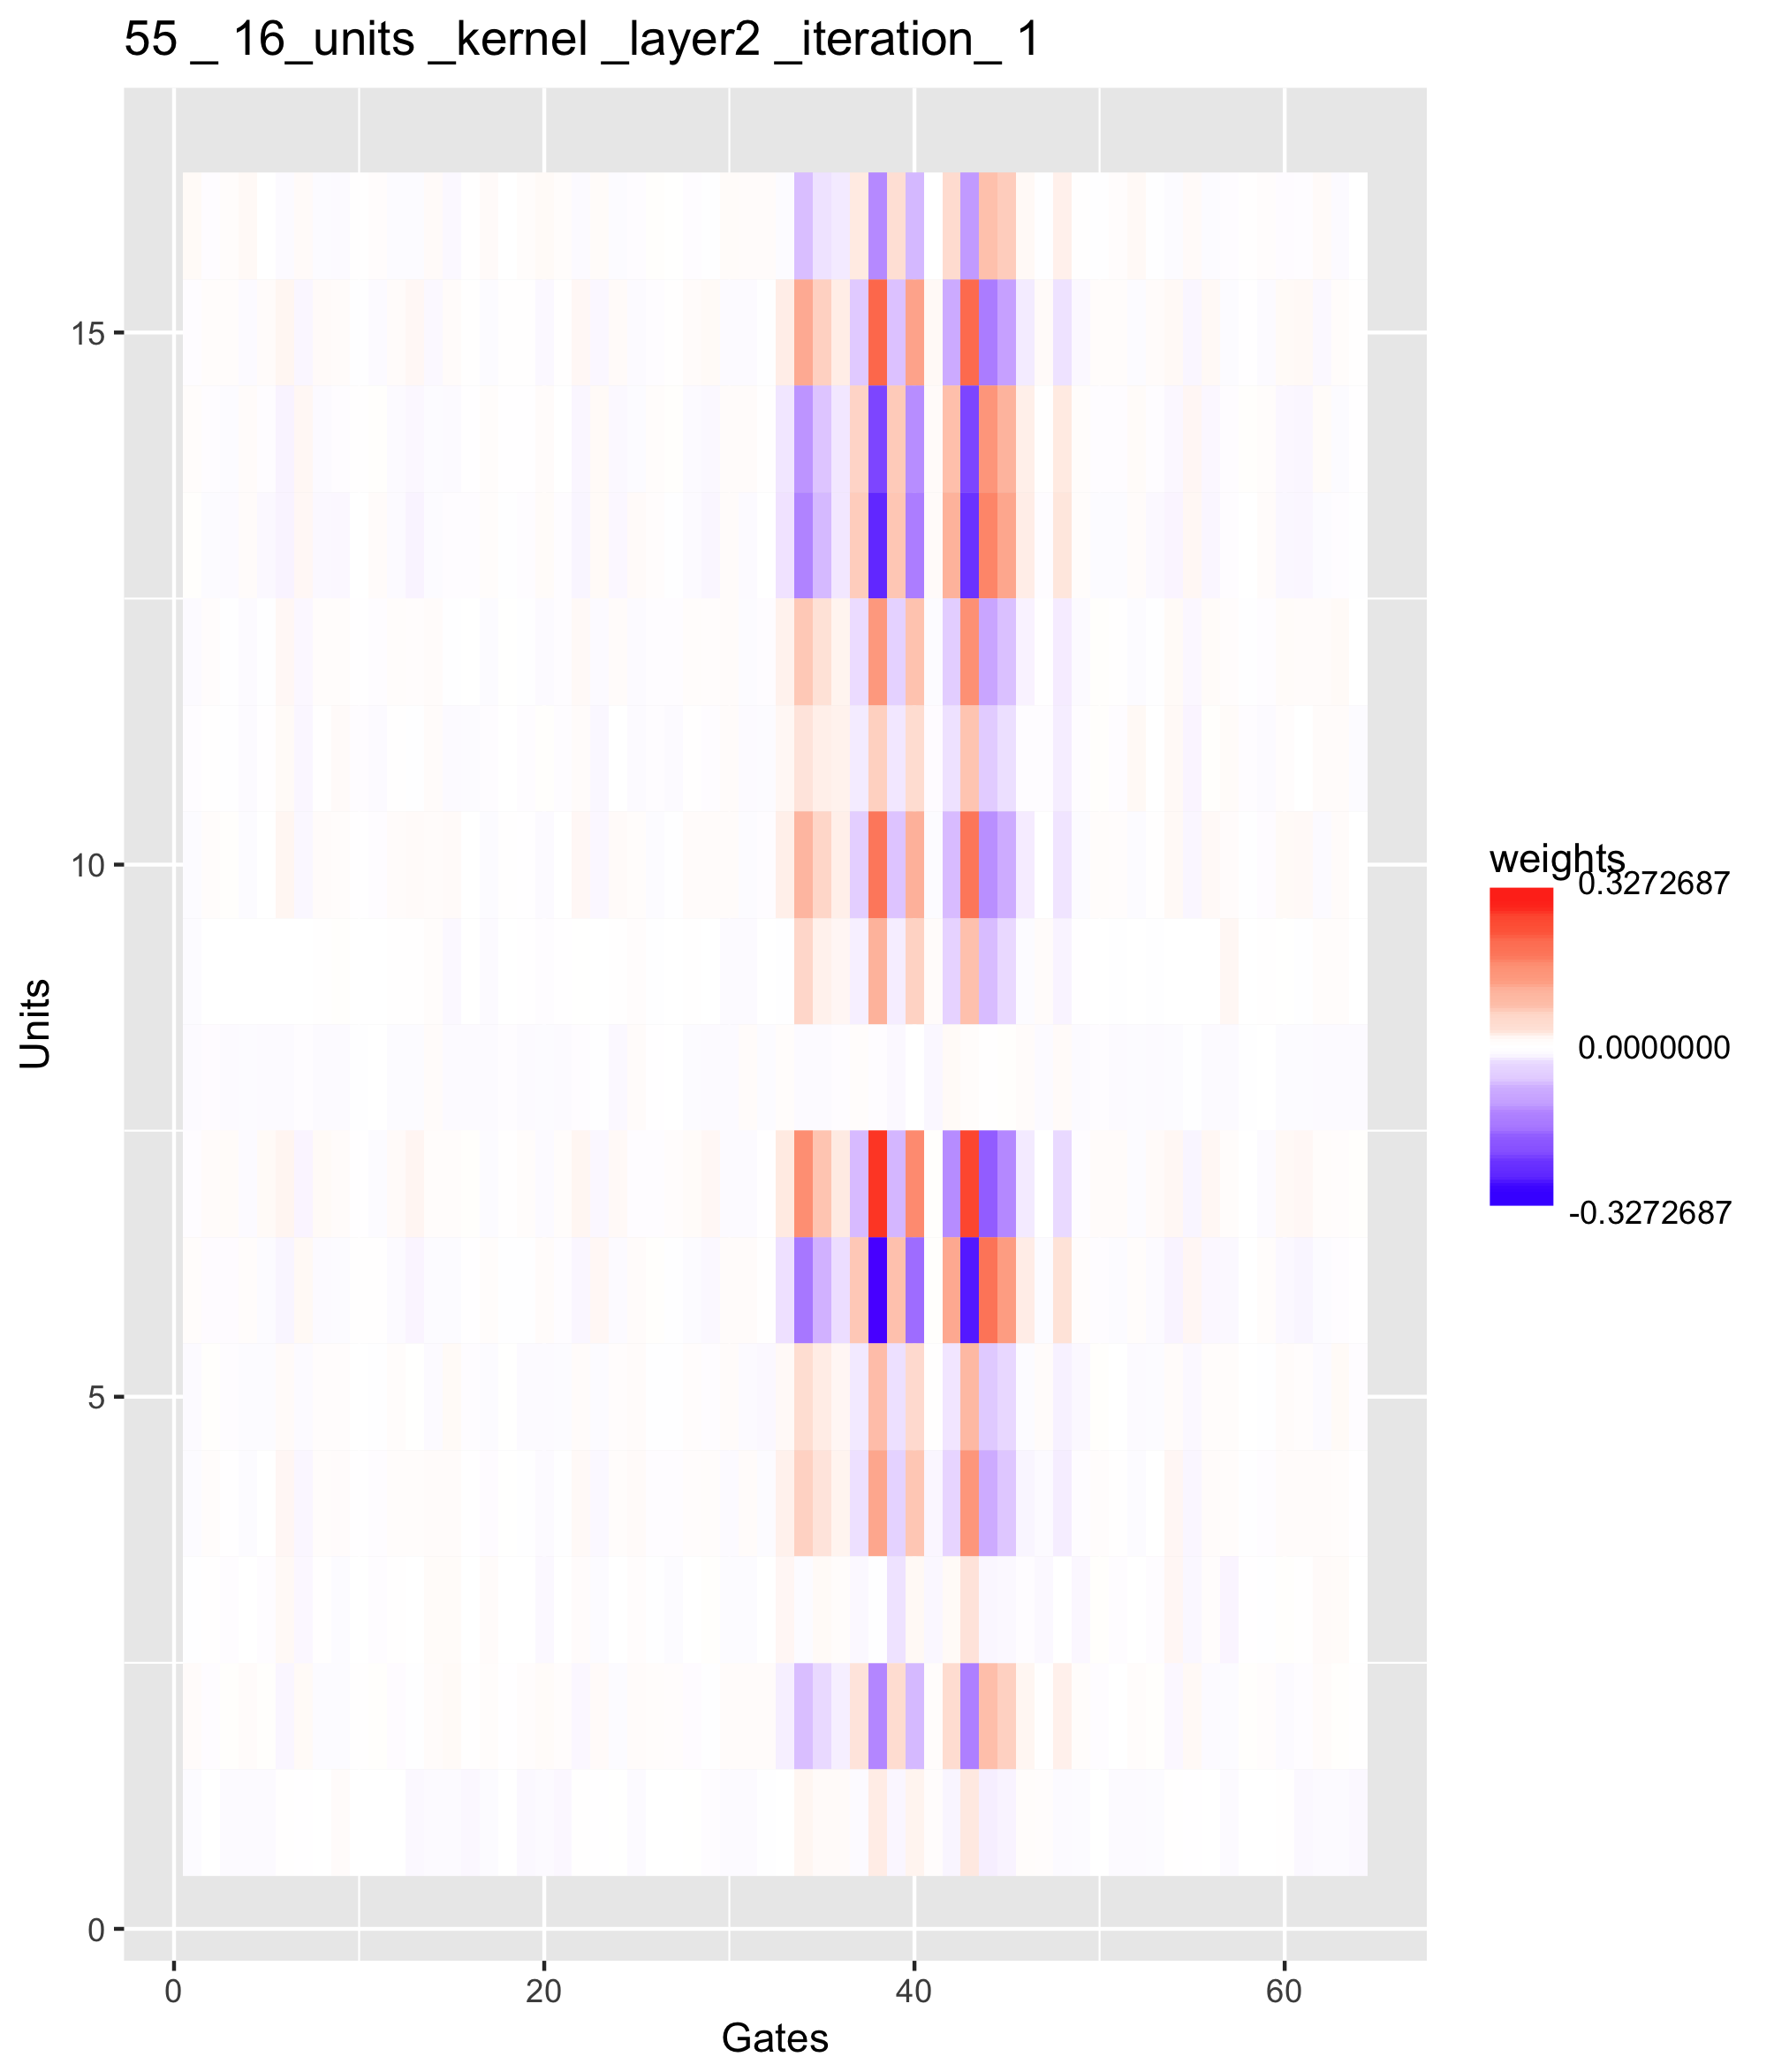 55 _ 16_units _kernel _layer2 _iteration_ 1
15
10
5
0
Units
0 20 40 60
Gates
weights
0.3272687
0.0000000
-0.3272687